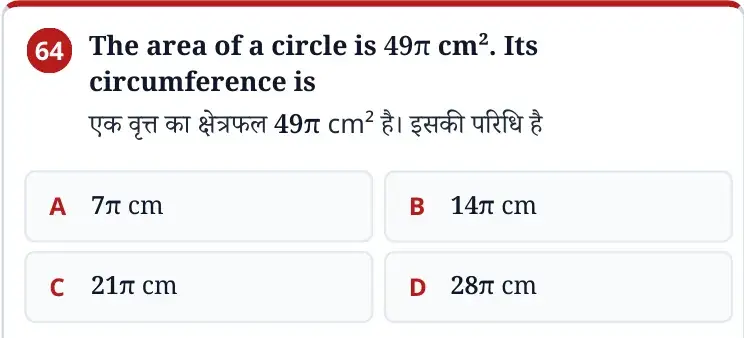 64 The area of a circle is 49π cm². Its
circumference is
एक वृत्त का क्षेत्रफल 49π cm² है। इसकी परिधि है
A 7π cm
B 14π cm
C 21π cm
D 28π cm